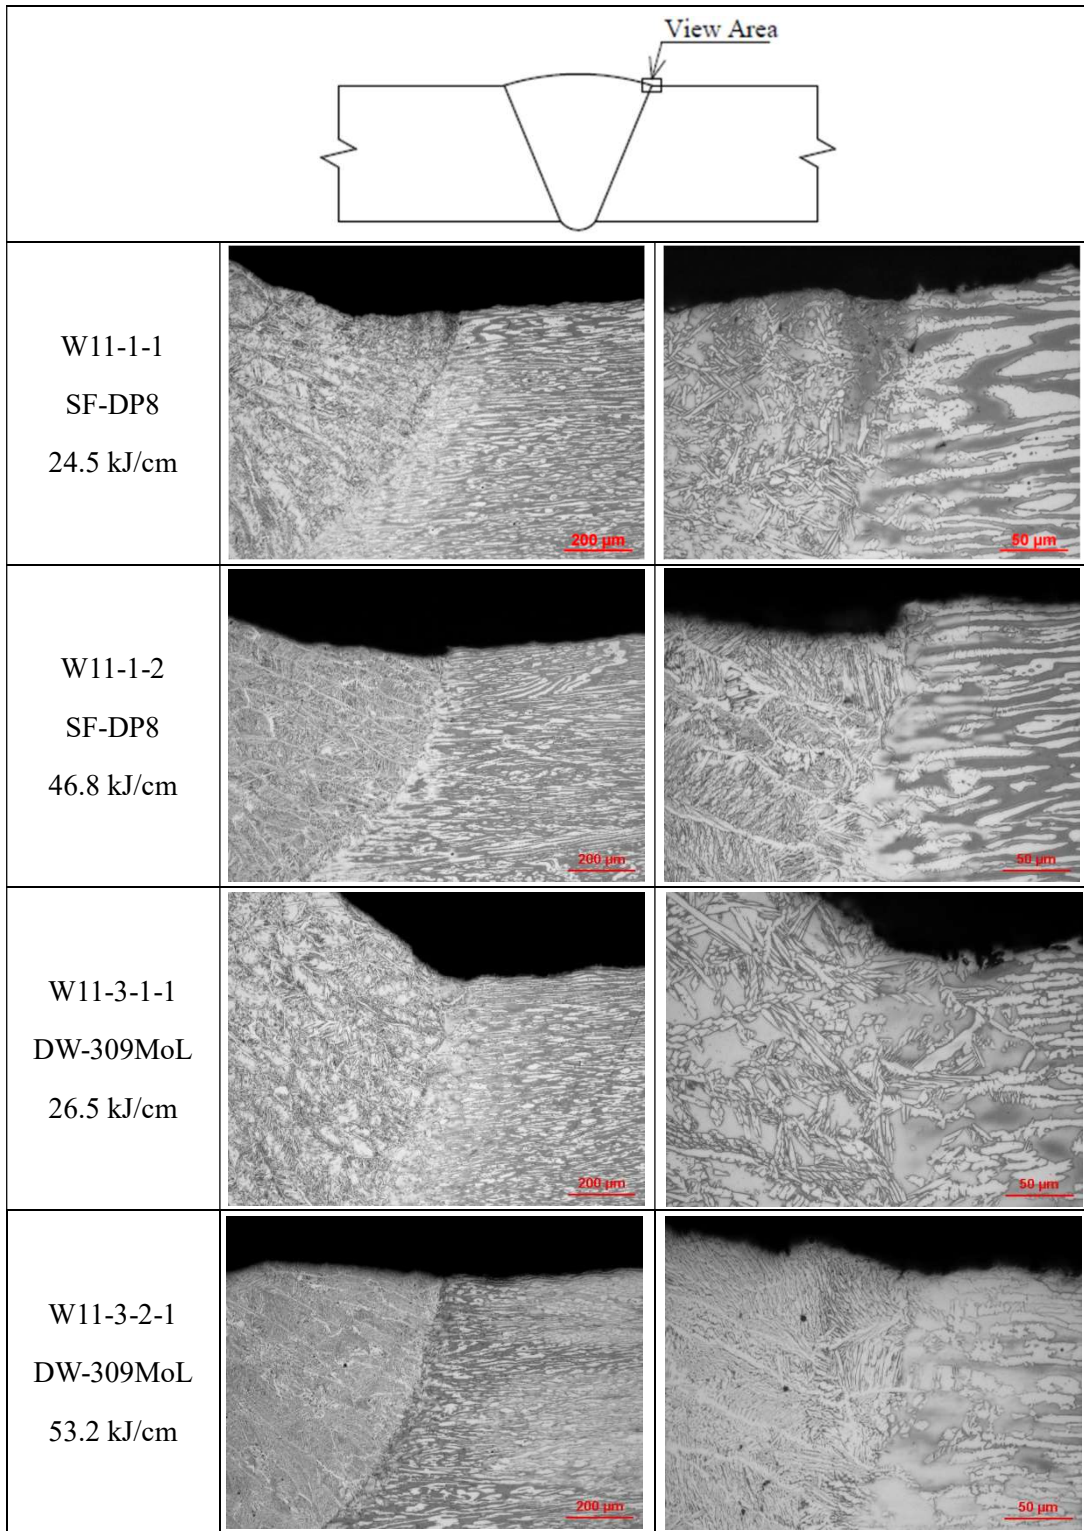 View Area
W11-1-1
SF-DP8
24.5 kJ/cm
200 µm
50 µm
W11-1-2
SF-DP8
46.8 kJ/cm
200 µm
50 µm
W11-3-1-1
DW-309MoL
26.5 kJ/cm
200 µm
50 µm
W11-3-2-1
DW-309MoL
53.2 kJ/cm
200 µm
50 µm